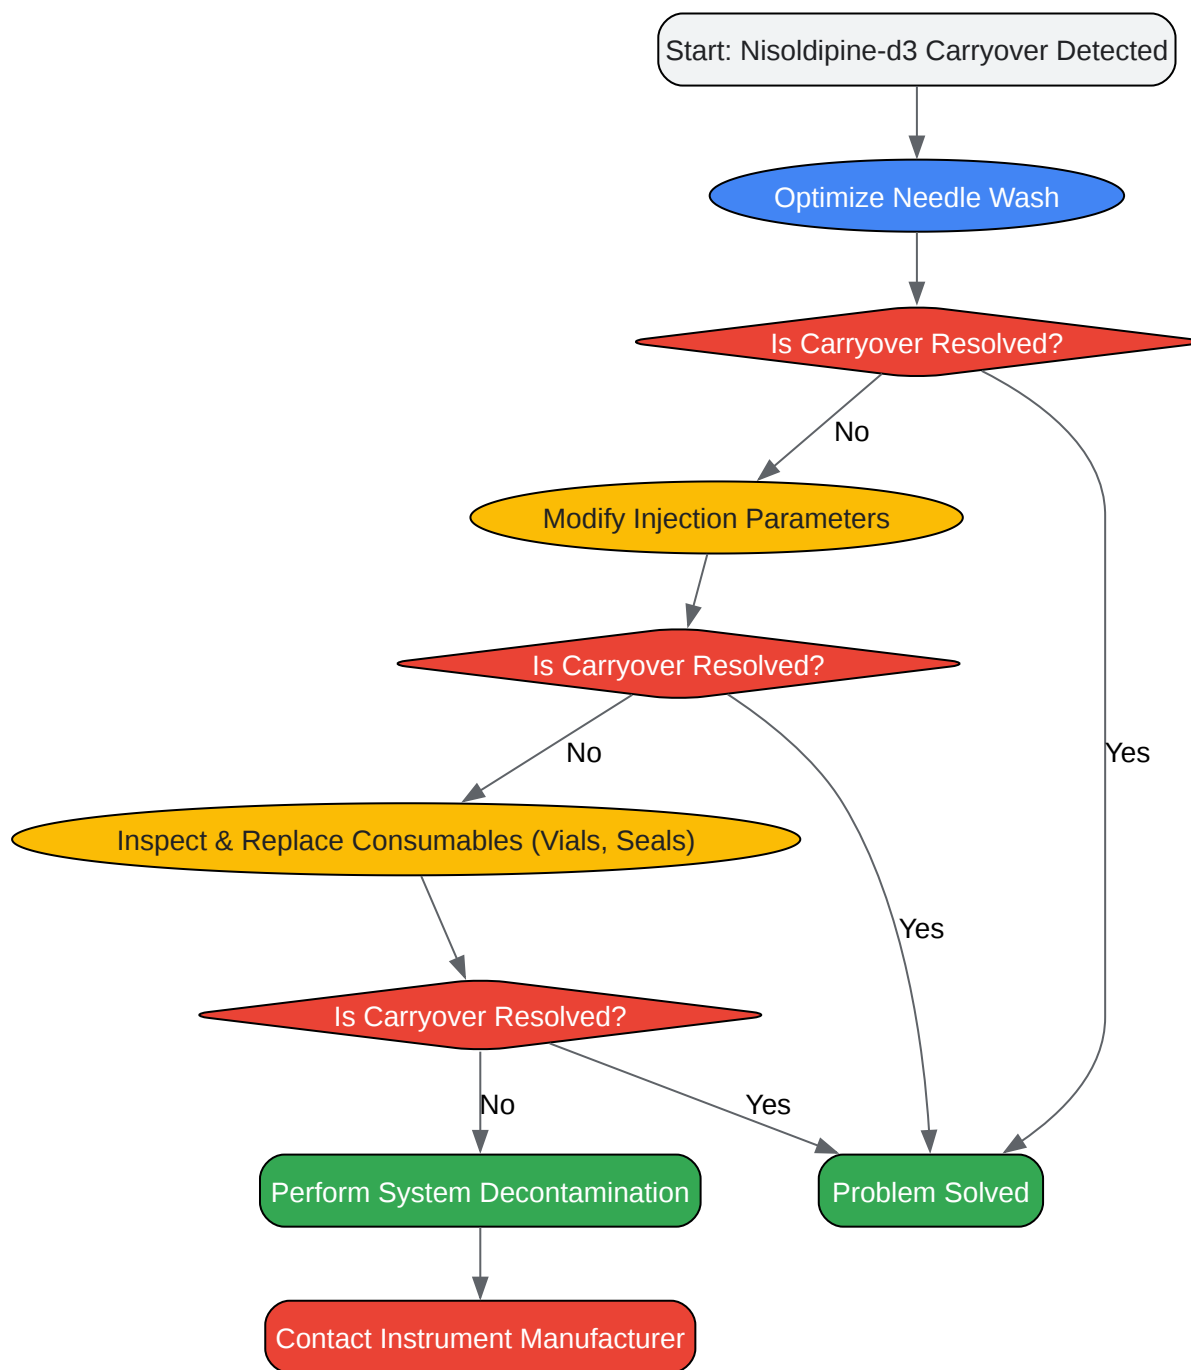 Start: Nisoldipine-d3 Carryover Detected
Optimize Needle Wash
Is Carryover Resolved?
No
Modify Injection Parameters
Is Carryover Resolved?
No
Yes
Inspect & Replace Consumables (Vials, Seals)
Yes
Is Carryover Resolved?
No
Yes
Perform System Decontamination
Problem Solved
Contact Instrument Manufacturer